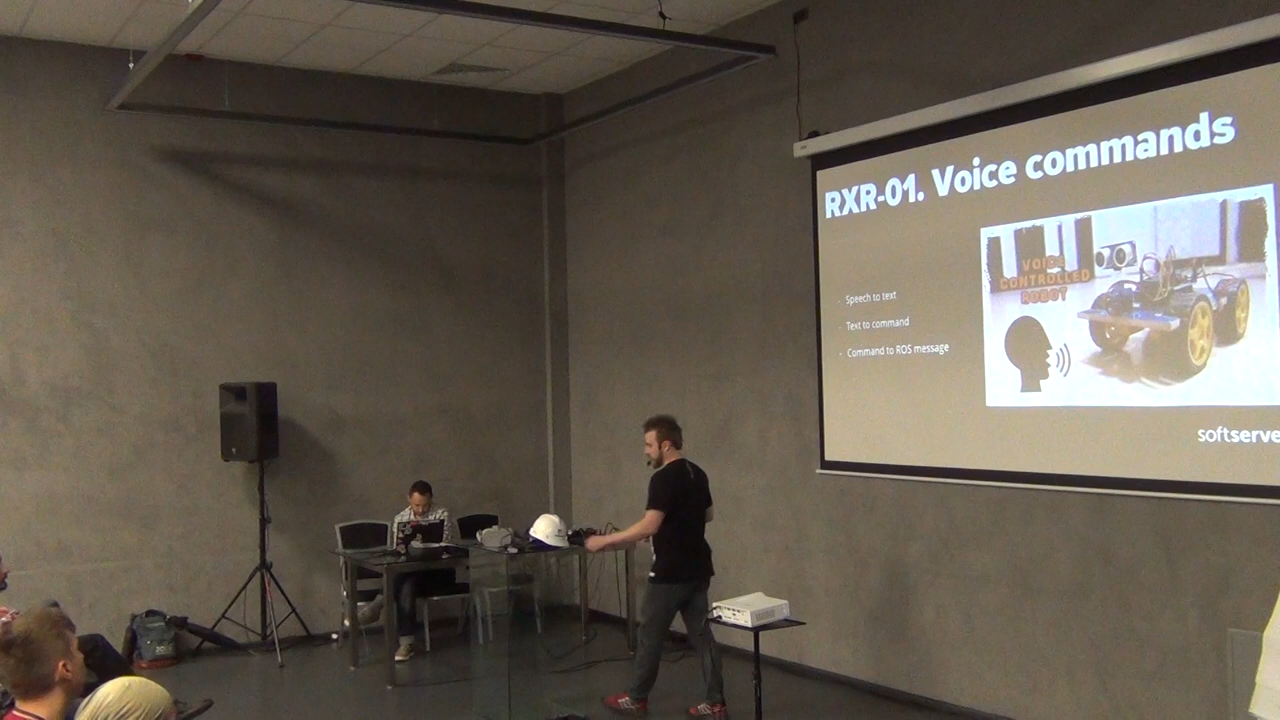 RXR-01. Voice commands
- Speech to text
- Text to command
- Command to ROS message
VOICE
CONTROLLED
ROBOT
softserve